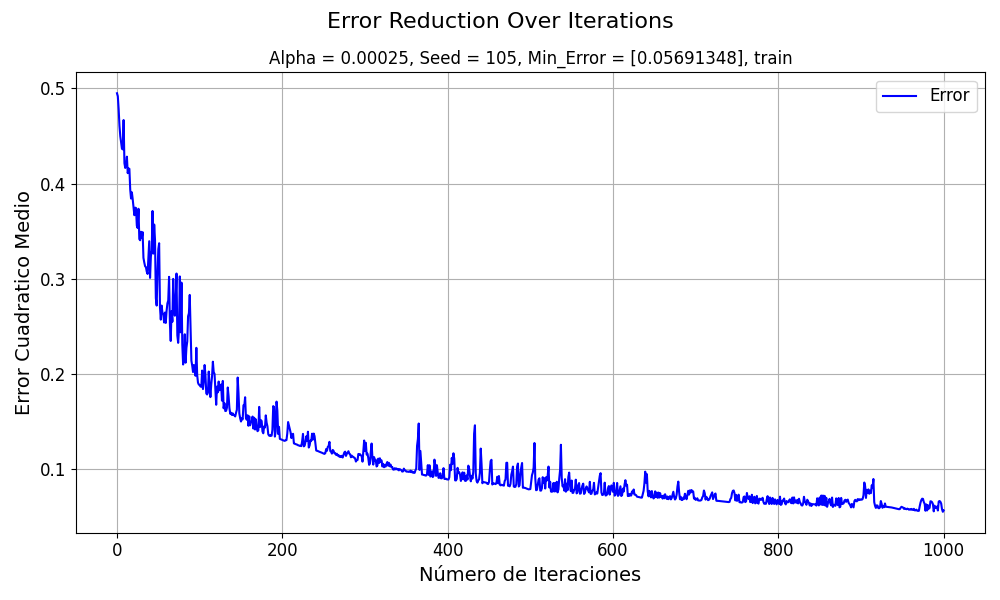 Error Reduction Over Iterations
Alpha = 0.00025, Seed = 105, Min_Error = [0.05691348], train
Error
0.5
0.4
0.3
0.2
0.1
Error Cuadratico Medio
0
200
400
600
800
1000
Número de Iteraciones